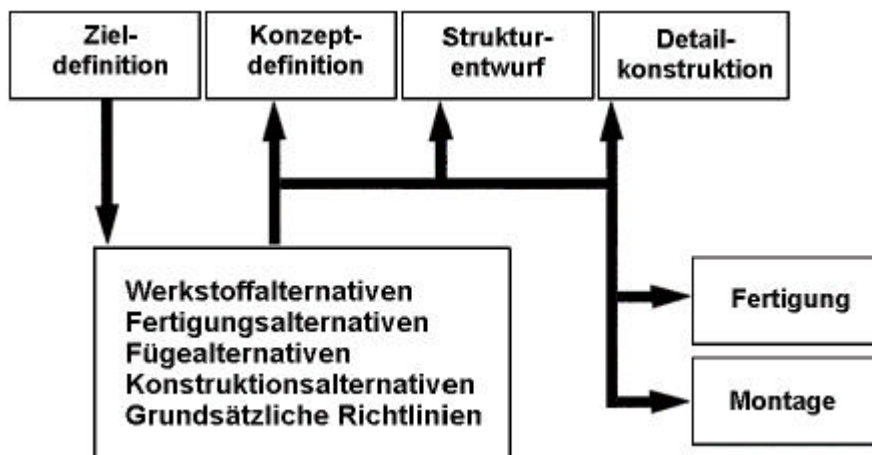 Ziel-
definition
Konzept-
definition
Struktur-
entwurf
Detail-
konstruktion
Werkstoffalternativen
Fertigungsalternativen
Fügealternativen
Konstruktionsalternativen
Grundsätzliche Richtlinien
Fertigung
Montage